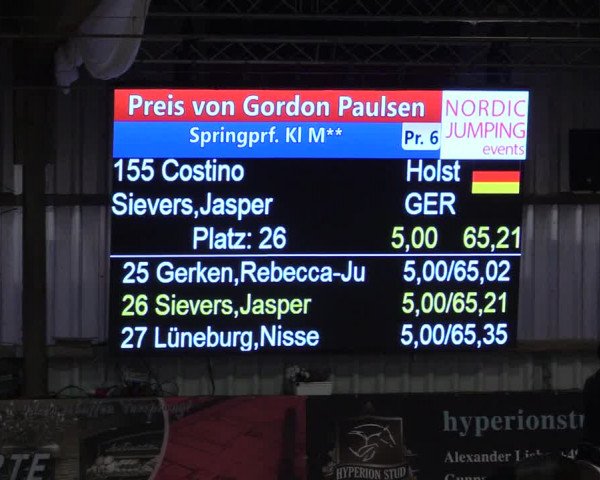 Preis von Gordon Paulsen
Springprf. Kl M** Pr. 6
NORDIC
JUMPING
events
155 Costino Holst
Sievers,Jasper GER
Platz: 26 5,00 65,21
25 Gerken,Rebecca-Ju 5,00/65,02
26 Sievers,Jasper 5,00/65,21
27 Lüneburg,Nisse 5,00/65,35
hyperionstu
HYPERION STUD
Alexander